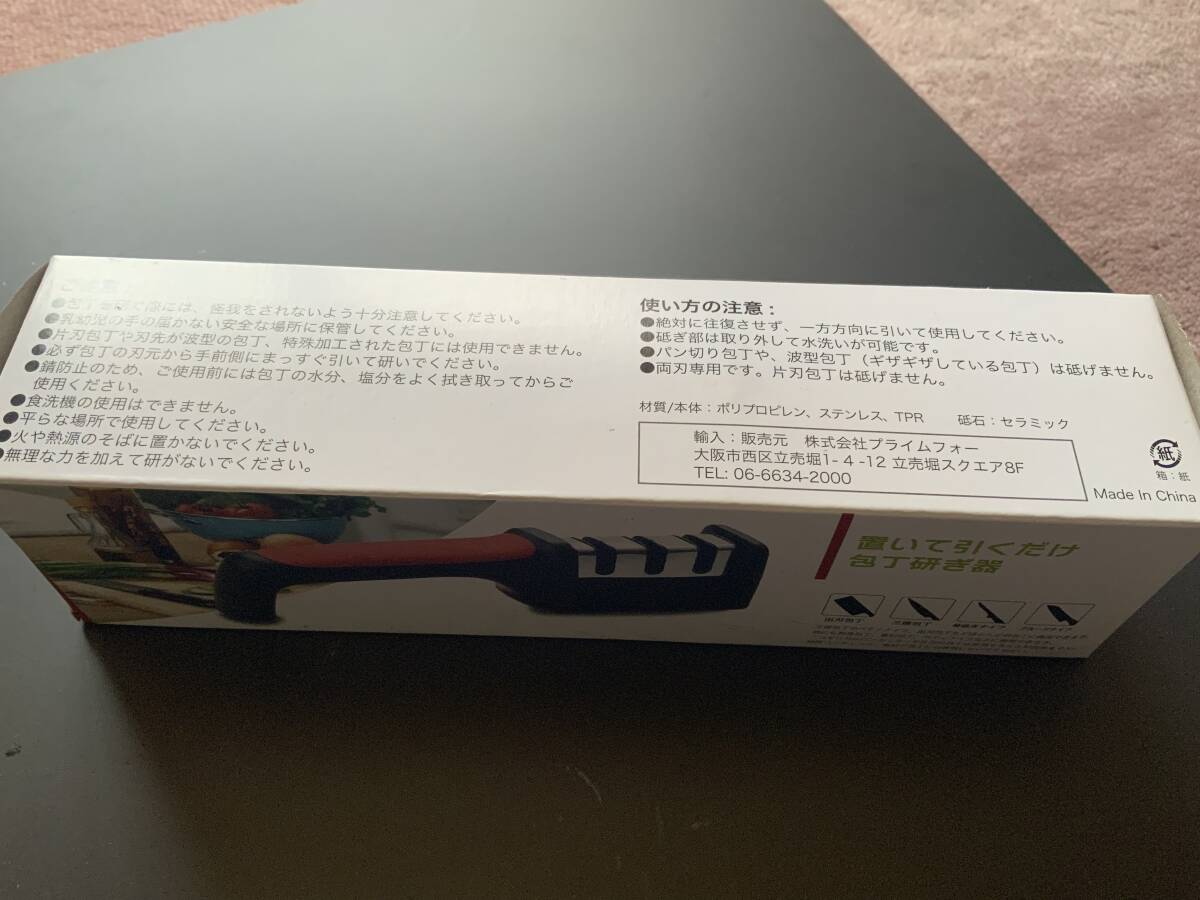 ご注意
●包丁を研ぐ際には、怪我をされないよう十分注意してください。
●乳幼児の手の届かない安全な場所に保管してください。
●片刃包丁や刃先が波型の包丁、特殊加工された包丁には使用できません。
●必ず包丁の刃元から手前側にまっすぐ引いて研いでください。
●錆防止のため、ご使用前には包丁の水分、塩分をよく拭き取ってからご
使用ください。
●食洗機の使用はできません。
●平らな場所で使用してください。
●火や熱源のそばに置かないでください。
●無理な力を加えて研がないでください。
使い方の注意：
●絶対に往復させず、一方方向に引いて使用してください。
●砥ぎ部は取り外して水洗いが可能です。
●パン切り包丁や、波型包丁（ギザギザしている包丁）は砥げません。
●両刃専用です。片刃包丁は砥げません。
材質/本体：ポリプロピレン、ステンレス、TPR 砥石：セラミック
輸入：販売元 株式会社プライムフォー
大阪市西区立売堀1-4-12 立売堀スクエア8F
TEL: 06-6634-2000
紙
箱：紙
Made In China
置いて引くだけ
包丁研ぎ器